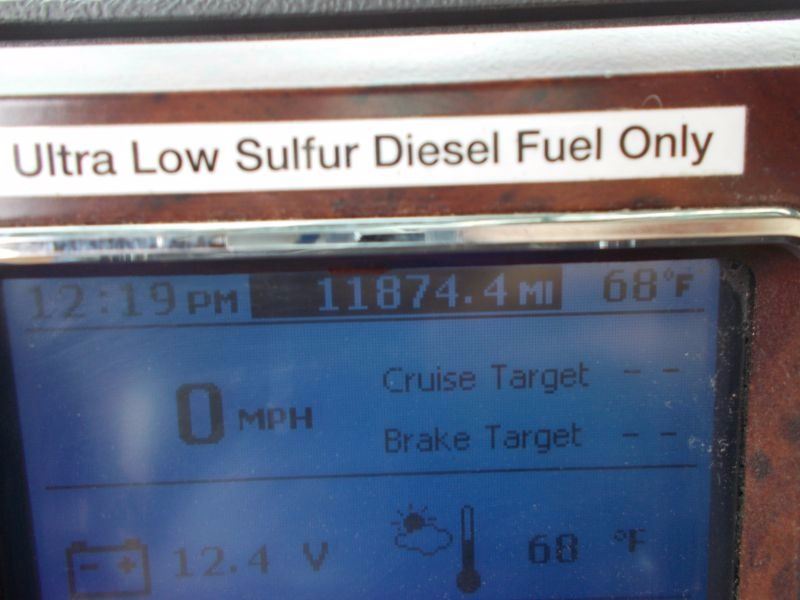 Ultra Low Sulfur Diesel Fuel Only
12:19 PM 11874.4 MI 68°F
0 MPH
Cruise Target - -
Brake Target - -
12.4 V 68 °F